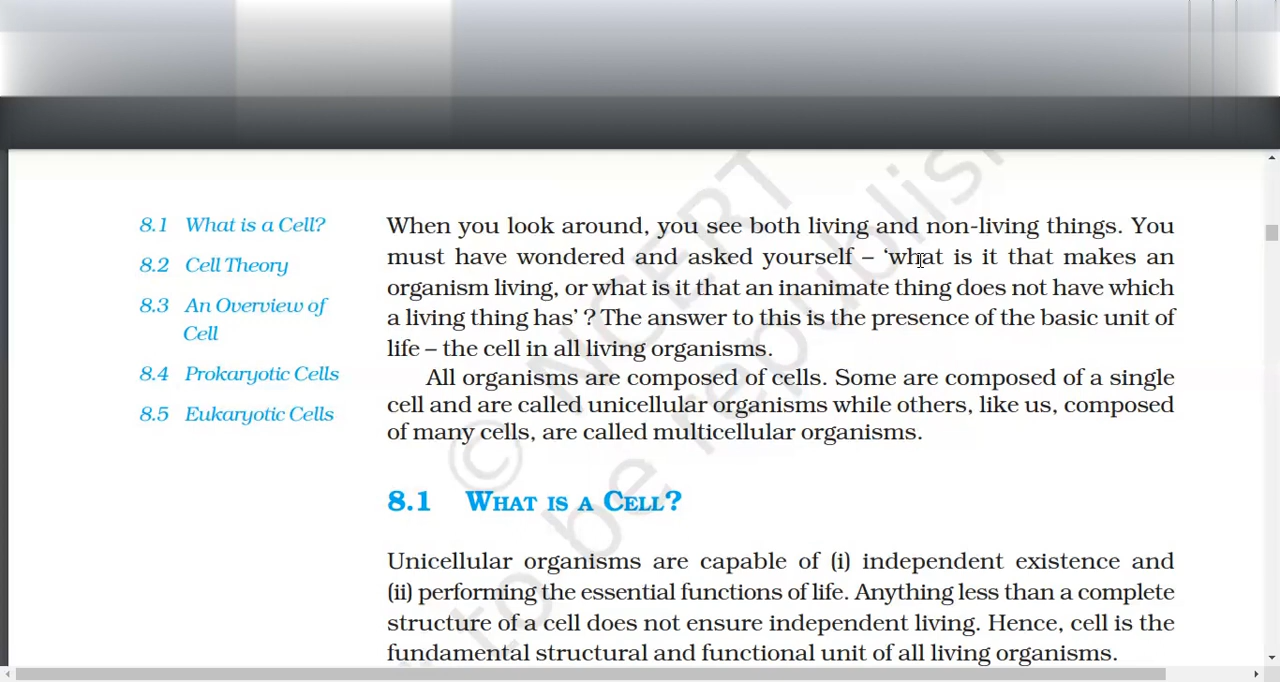 8.1 What is a Cell?
8.2 Cell Theory
8.3 An Overview of
Cell
8.4 Prokaryotic Cells
8.5 Eukaryotic Cells
When you look around, you see both living and non-living things. You
must have wondered and asked yourself – ‘what is it that makes an
organism living, or what is it that an inanimate thing does not have which
a living thing has’ ? The answer to this is the presence of the basic unit of
life – the cell in all living organisms.
All organisms are composed of cells. Some are composed of a single
cell and are called unicellular organisms while others, like us, composed
of many cells, are called multicellular organisms.
8.1 WHAT IS A CELL?
Unicellular organisms are capable of (i) independent existence and
(ii) performing the essential functions of life. Anything less than a complete
structure of a cell does not ensure independent living. Hence, cell is the
fundamental structural and functional unit of all living organisms.
© NCERT
to be republish